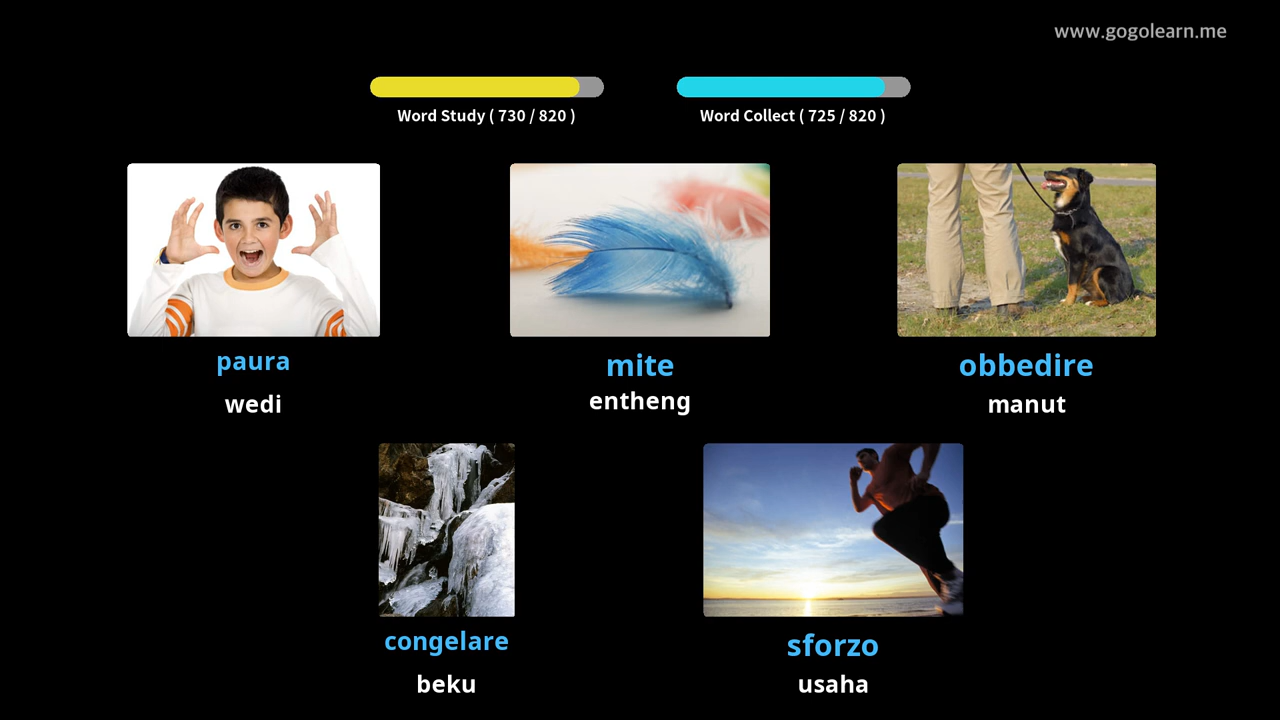 www.gogolearn.me
Word Study ( 730 / 820 )
Word Collect ( 725 / 820 )
paura
wedi
mite
entheng
obbedire
manut
congelare
beku
sforzo
usaha